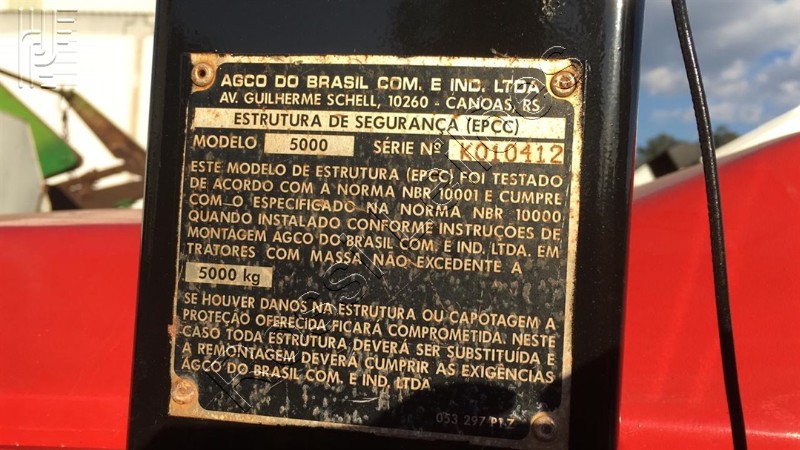 AGCO DO BRASIL COM. E IND. LTDA
AV. GUILHERME SCHELL, 10260 - CANOAS, RS
ESTRUTURA DE SEGURANÇA (EPCC)
MODELO 5000 SÉRIE Nº K010412
ESTE MODELO DE ESTRUTURA (EPCC) FOI TESTADO
DE ACORDO COM A NORMA NBR 10001 E CUMPRE
COM O ESPECIFICADO NA NORMA NBR 10000
QUANDO INSTALADO CONFORME INSTRUÇÕES DE
MONTAGEM AGCO DO BRASIL COM. E IND. LTDA. EM
TRATORES COM MASSA NÃO EXCEDENTE A
5000 kg
SE HOUVER DANOS NA ESTRUTURA OU CAPOTAGEM A
PROTEÇÃO OFERECIDA FICARÁ COMPROMETIDA. NESTE
CASO TODA ESTRUTURA DEVERÁ SER SUBSTITUÍDA E
A REMONTAGEM DEVERÁ CUMPRIR AS EXIGÊNCIAS
AGCO DO BRASIL COM. E IND. LTDA
053 297 P1 Z